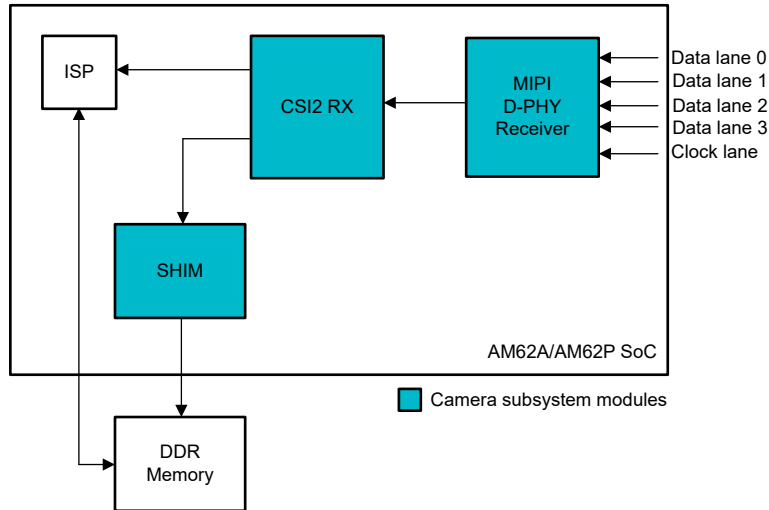 ISP
CSI2 RX
MIPI
D-PHY
Receiver
Data lane 0
Data lane 1
Data lane 2
Data lane 3
Clock lane
SHIM
AM62A/AM62P SoC
Camera subsystem modules
DDR
Memory